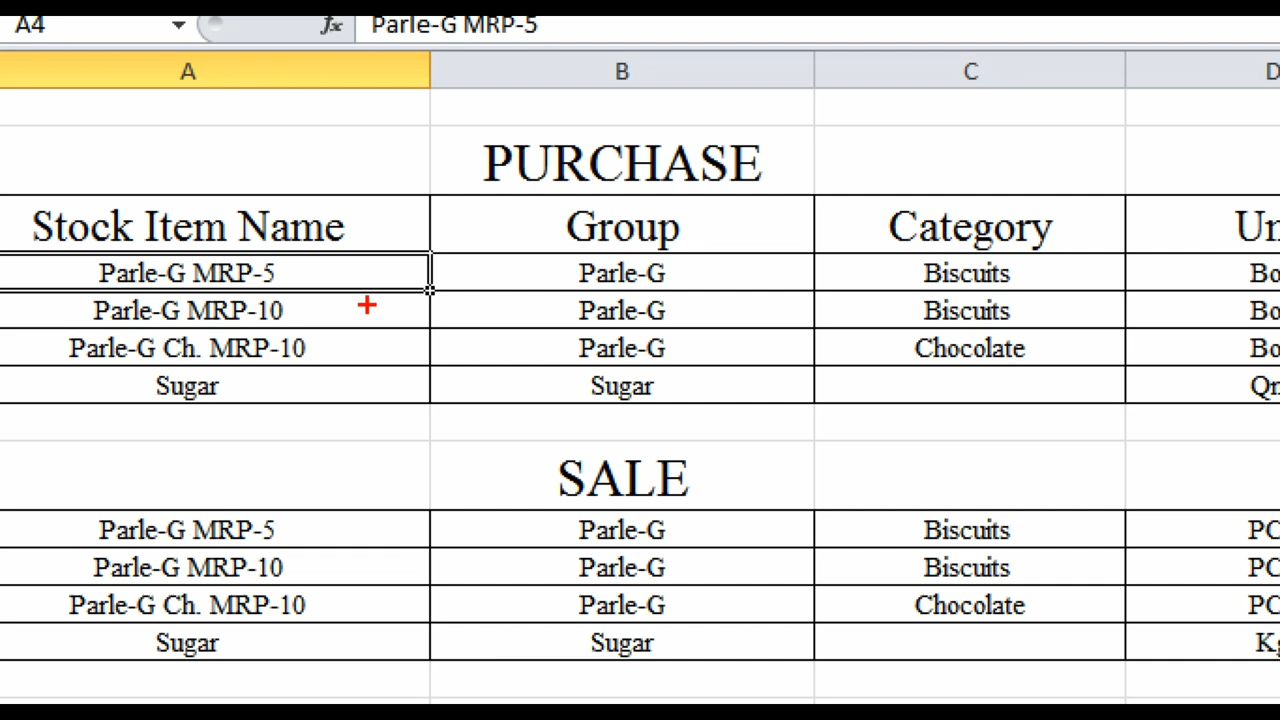 A4 fx Parle-G MRP-5
A B C D
PURCHASE
Stock Item Name Group Category
Parle-G MRP-5 Parle-G Biscuits
Parle-G MRP-10 Parle-G Biscuits
Parle-G Ch. MRP-10 Parle-G Chocolate
Sugar Sugar
SALE
Parle-G MRP-5 Parle-G Biscuits
Parle-G MRP-10 Parle-G Biscuits
Parle-G Ch. MRP-10 Parle-G Chocolate
Sugar Sugar